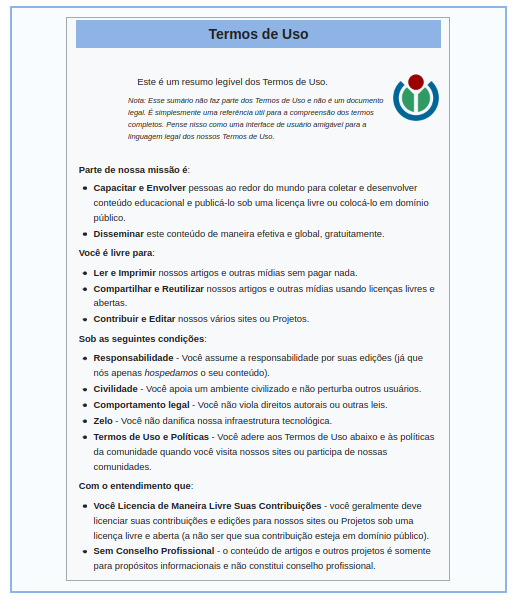 Termos de Uso
Este é um resumo legível dos Termos de Uso.
Nota: Esse sumário não faz parte dos Termos de Uso e não é um documento
legal. É simplesmente uma referência útil para a compreensão dos termos
completos. Pense nisso como uma interface de usuário amigável para a
linguagem legal dos nossos Termos de Uso.
Parte de nossa missão é:
Capacitar e Envolver pessoas ao redor do mundo para coletar e desenvolver
conteúdo educacional e publicá-lo sob uma licença livre ou colocá-lo em domínio
público.
Disseminar este conteúdo de maneira efetiva e global, gratuitamente.
Você é livre para:
Ler e Imprimir nossos artigos e outras mídias sem pagar nada.
Compartilhar e Reutilizar nossos artigos e outras mídias usando licenças livres e
abertas.
Contribuir e Editar nossos vários sites ou Projetos.
Sob as seguintes condições:
Responsabilidade - Você assume a responsabilidade por suas edições (já que
nós apenas hospedamos o seu conteúdo).
Civilidade - Você apoia um ambiente civilizado e não perturba outros usuários.
Comportamento legal - Você não viola direitos autorais ou outras leis.
Zelo - Você não danifica nossa infraestrutura tecnológica.
Termos de Uso e Políticas - Você adere aos Termos de Uso abaixo e às políticas
da comunidade quando você visita nossos sites ou participa de nossas
comunidades.
Com o entendimento que:
Você Licencia de Maneira Livre Suas Contribuições - você geralmente deve
licenciar suas contribuições e edições para nossos sites ou Projetos sob uma
licença livre e aberta (a não ser que sua contribuição esteja em domínio público).
Sem Conselho Profissional - o conteúdo de artigos e outros projetos é somente
para propósitos informacionais e não constitui conselho profissional.